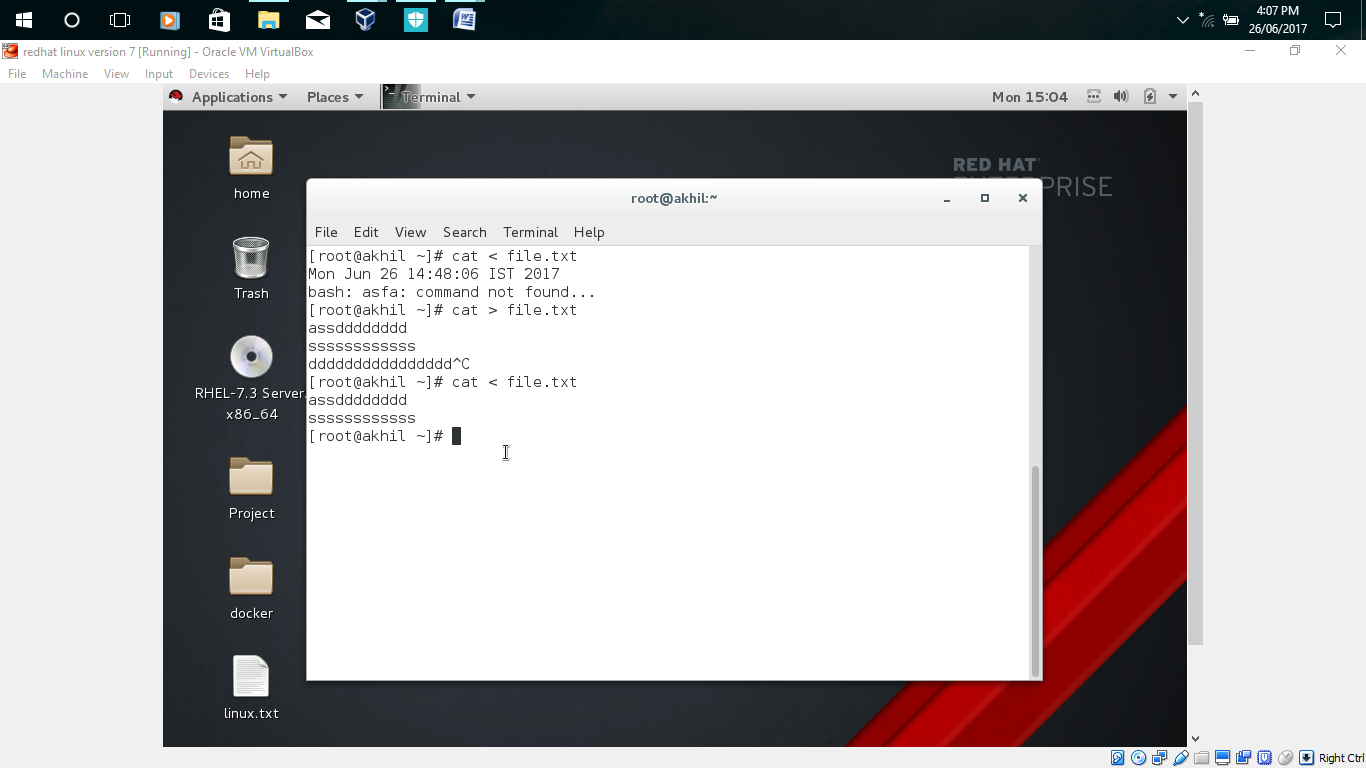 4:07 PM
26/06/2017
redhat linux version 7 [Running] - Oracle VM VirtualBox
File Machine View Input Devices Help
Applications Places Terminal Mon 15:04
RED HAT
home
root@akhil:~
File Edit View Search Terminal Help
[root@akhil ~]# cat < file.txt
Mon Jun 26 14:48:06 IST 2017
bash: asfa: command not found...
[root@akhil ~]# cat > file.txt
assdddddddd
ssssssssssss
dddddddddddddddd^C
[root@akhil ~]# cat < file.txt
assdddddddd
ssssssssssss
[root@akhil ~]#
Trash
RHEL-7.3 Server.
x86_64
Project
docker
linux.txt
Right Ctrl